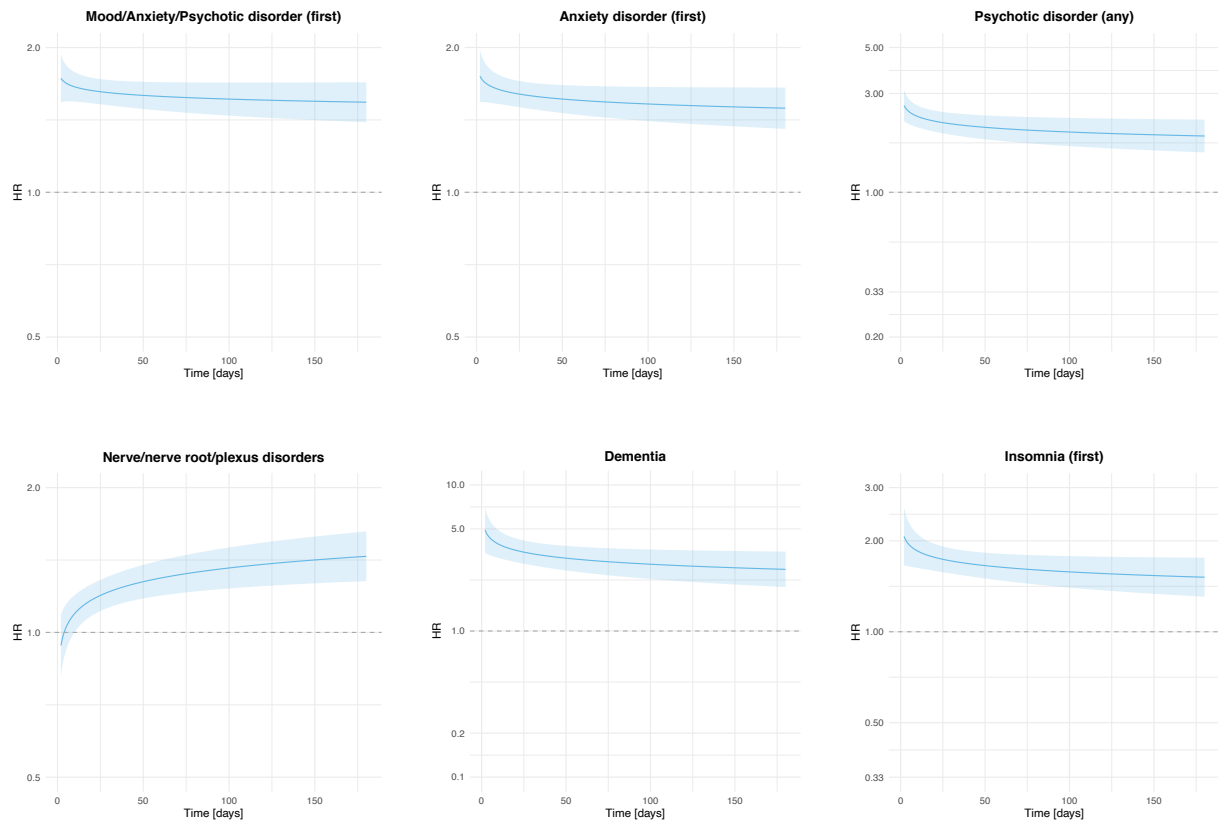 Mood/Anxiety/Psychotic disorder (first)
2.0
1.0
0.5
HR
0 50 100 150
Time [days]
Anxiety disorder (first)
2.0
1.0
0.5
HR
0 50 100 150
Time [days]
Psychotic disorder (any)
5.00
3.00
1.00
0.33
0.20
HR
0 50 100 150
Time [days]
Nerve/nerve root/plexus disorders
2.0
1.0
0.5
HR
0 50 100 150
Time [days]
Dementia
10.0
5.0
1.0
0.2
0.1
HR
0 50 100 150
Time [days]
Insomnia (first)
3.00
2.00
1.00
0.50
0.33
HR
0 50 100 150
Time [days]